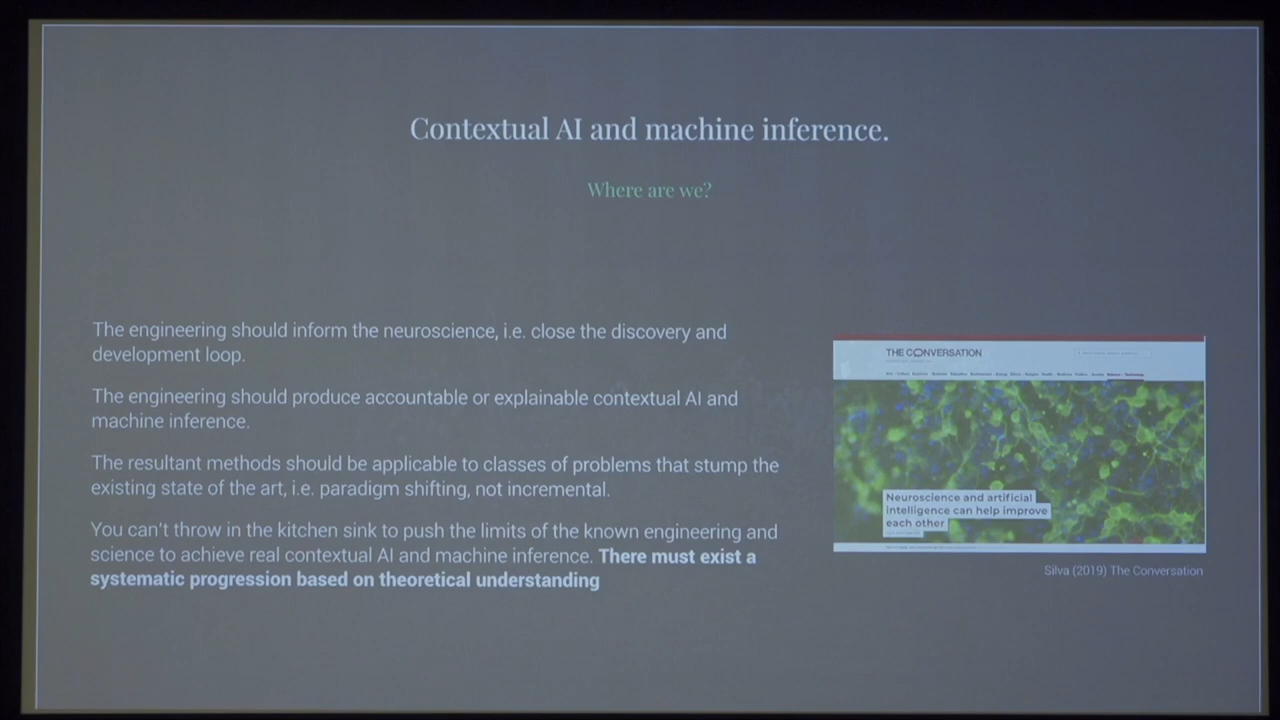 Contextual AI and machine inference.
Where are we?
The engineering should inform the neuroscience, i.e. close the discovery and
development loop.
The engineering should produce accountable or explainable contextual AI and
machine inference.
The resultant methods should be applicable to classes of problems that stump the
existing state of the art, i.e. paradigm shifting, not incremental.
You can't throw in the kitchen sink to push the limits of the known engineering and
science to achieve real contextual AI and machine inference. There must exist a
systematic progression based on theoretical understanding
THE CONVERSATION
Neuroscience and artificial
intelligence can help improve
each other
Silva (2019) The Conversation